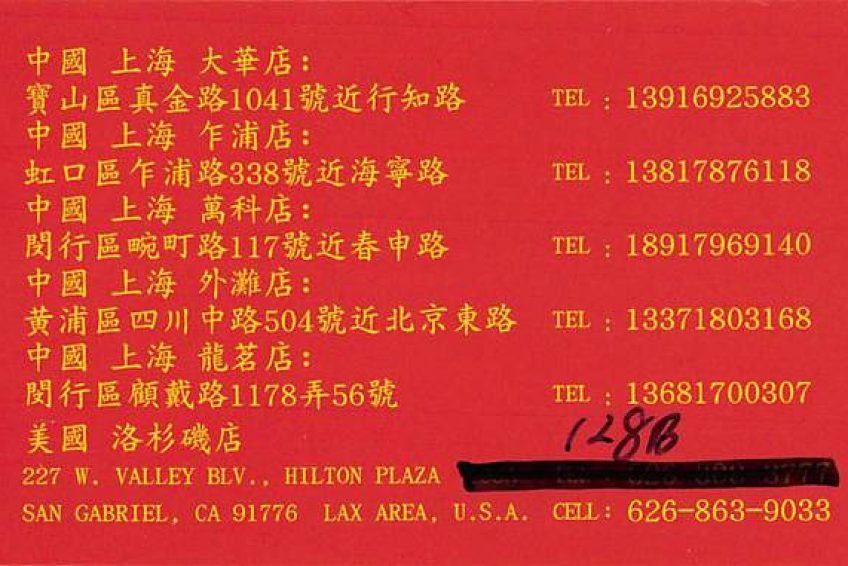 中國 上海 大華店:
寶山區真金路1041號近行知路 TEL : 13916925883
中國 上海 乍浦店:
虹口區乍浦路338號近海寧路 TEL : 13817876118
中國 上海 萬科店:
閔行區畹町路117號近春申路 TEL : 18917969140
中國 上海 外灘店:
黃浦區四川中路504號近北京東路 TEL : 13371803168
中國 上海 龍茗店:
閔行區顧戴路1178弄56號 TEL : 13681700307
美國 洛杉磯店 128B
227 W. VALLEY BLV., HILTON PLAZA
SAN GABRIEL, CA 91776 LAX AREA, U.S.A. CELL: 626-863-9033